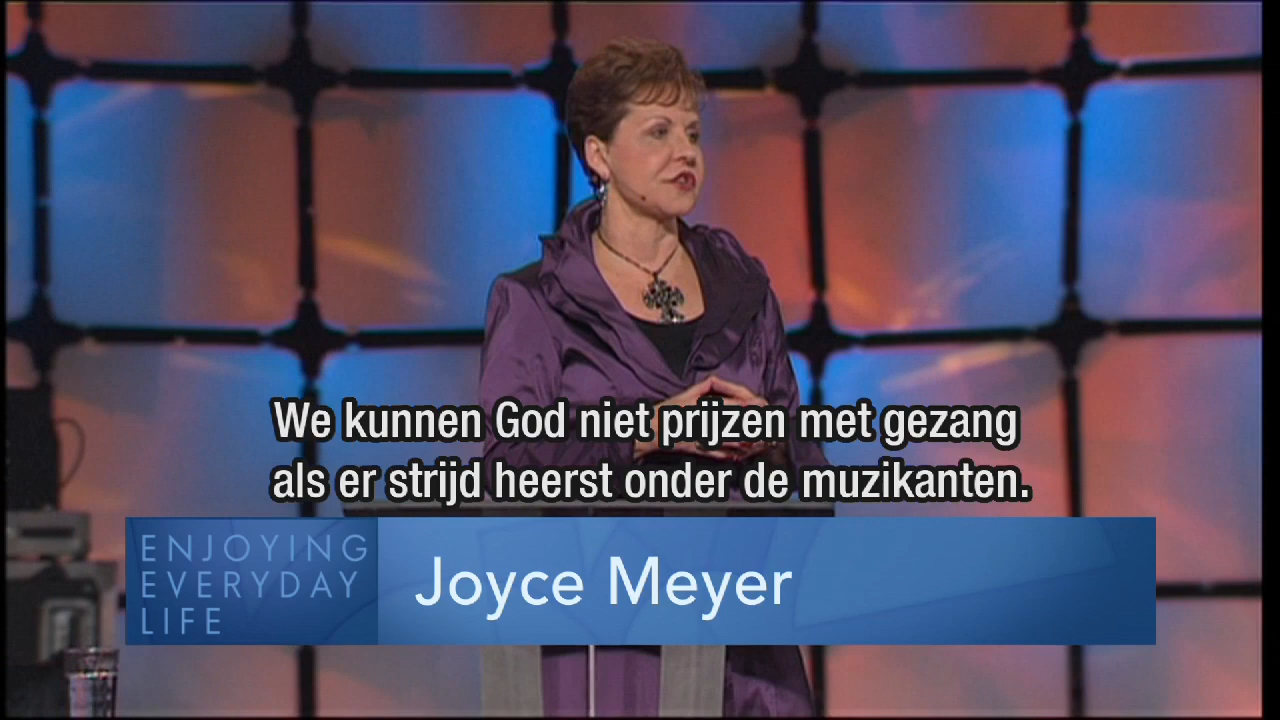 We kunnen God niet prijzen met gezang
als er strijd heerst onder de muzikanten.
ENJOYING
EVERYDAY
LIFE
Joyce Meyer